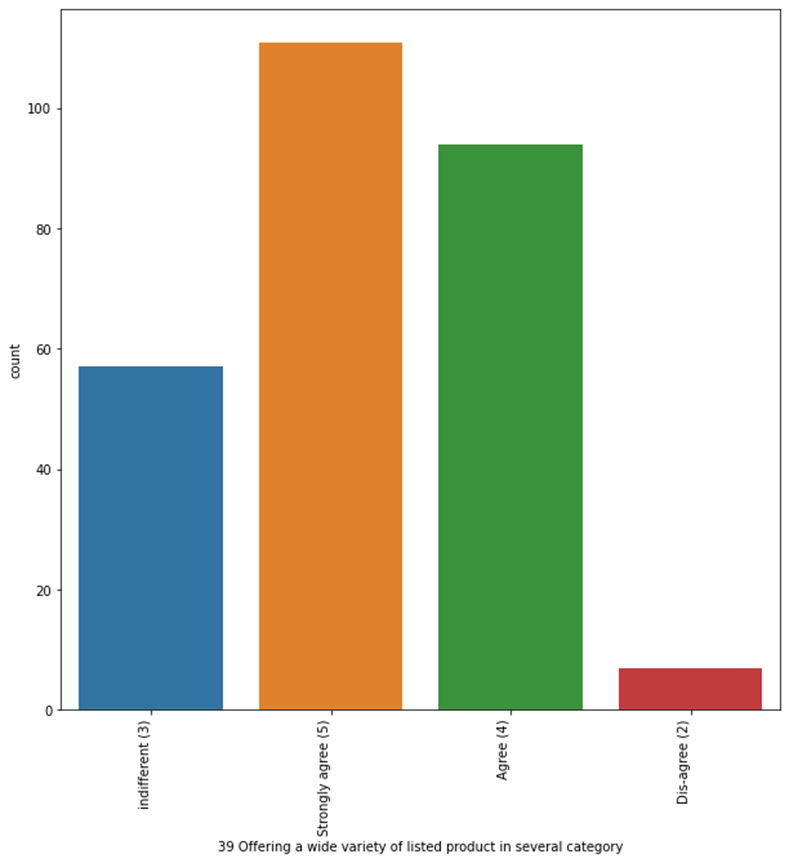 100
80
60
40
20
0
count
indifferent (3)
Strongly agree (5)
Agree (4)
Dis-agree (2)
39 Offering a wide variety of listed product in several category